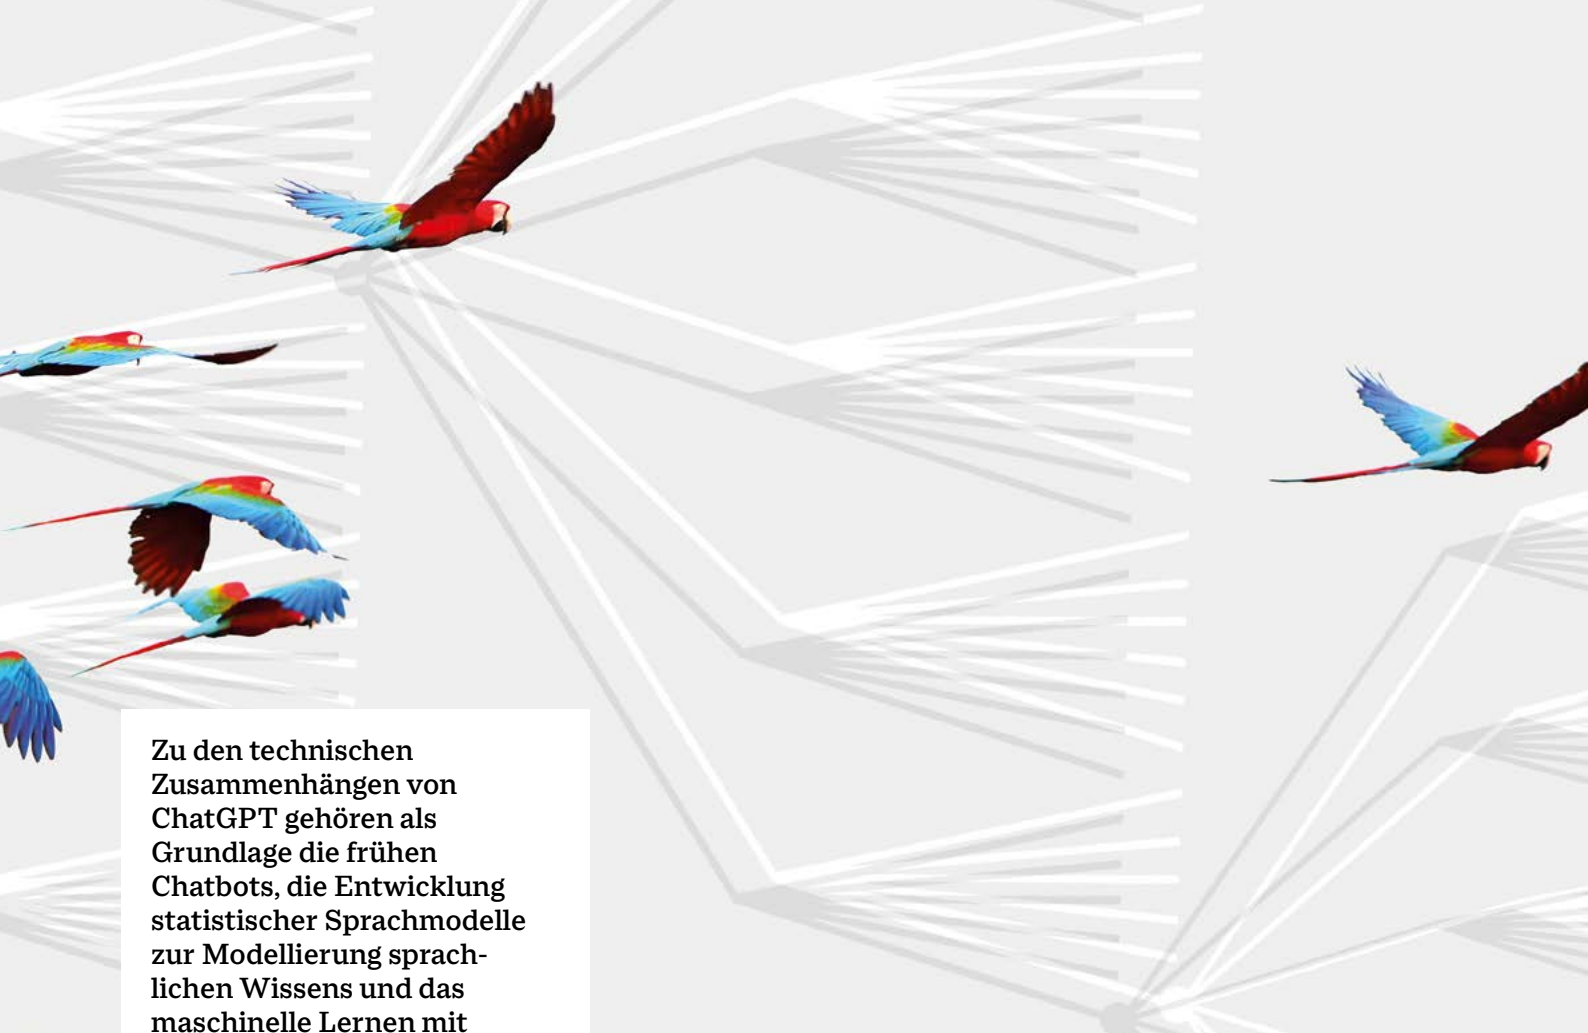 Zu den technischen
Zusammenhängen von
ChatGPT gehören als
Grundlage die frühen
Chatbots, die Entwicklung
statistischer Sprachmodelle
zur Modellierung sprach-
lichen Wissens und das
maschinelle Lernen mit